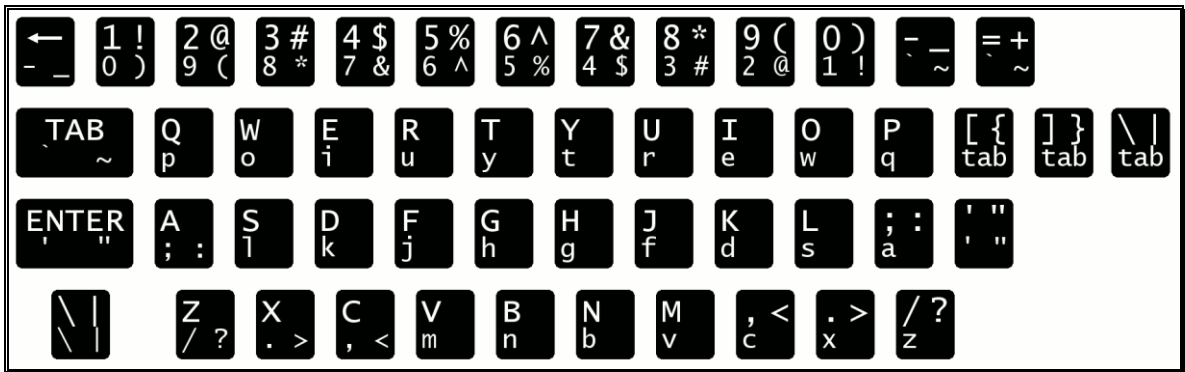 ← 1 ! 2 @ 3 # 4 $ 5 % 6 ^ 7 & 8 * 9 ( 0 ) - _ = +
- _ 0 ) 9 ( 8 * 7 & 6 ^ 5 % 4 $ 3 # 2 @ 1 ! ` ~ ` ~
TAB Q W E R T Y U I O P [ { ] } \ |
` ~ p o i u y t r e w q tab tab tab
ENTER A S D F G H J K L ; : ' "
' " ; : l k j h g f d s a ' "
\ | Z X C V B N M , < . > / ?
\ | / ? . > , < m n b v c x z